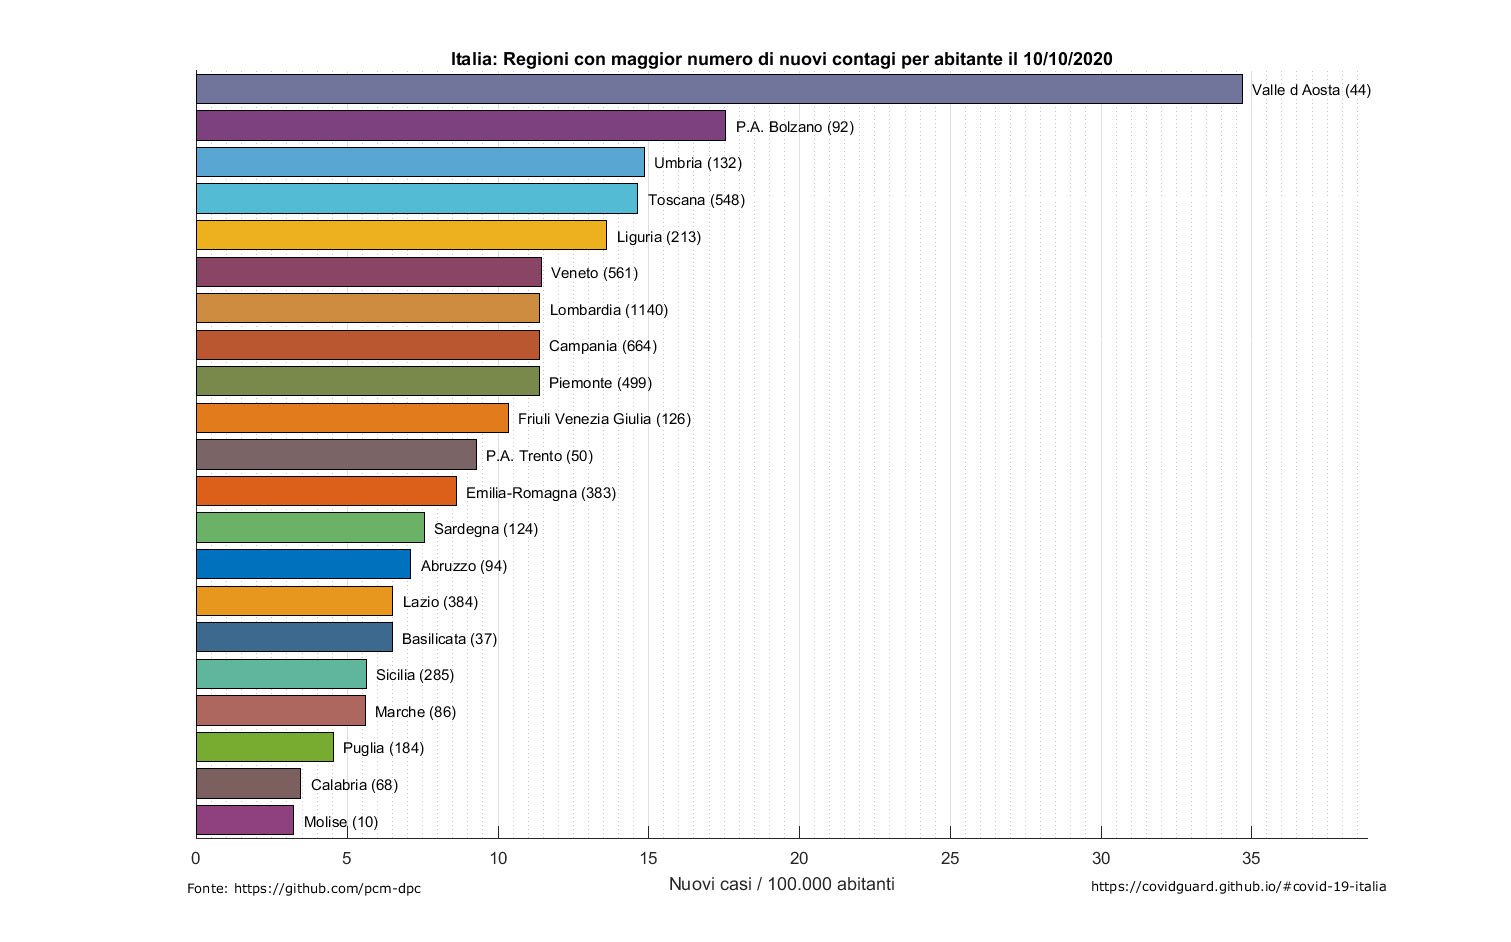 Italia: Regioni con maggior numero di nuovi contagi per abitante il 10/10/2020
Valle d Aosta (44)
P.A. Bolzano (92)
Umbria (132)
Toscana (548)
Liguria (213)
Veneto (561)
Lombardia (1140)
Campania (664)
Piemonte (499)
Friuli Venezia Giulia (126)
P.A. Trento (50)
Emilia-Romagna (383)
Sardegna (124)
Abruzzo (94)
Lazio (384)
Basilicata (37)
Sicilia (285)
Marche (86)
Puglia (184)
Calabria (68)
Molise (10)
0 5 10 15 20 25 30 35
Nuovi casi / 100.000 abitanti
Fonte: https://github.com/pcm-dpc
https://covidguard.github.io/#covid-19-italia